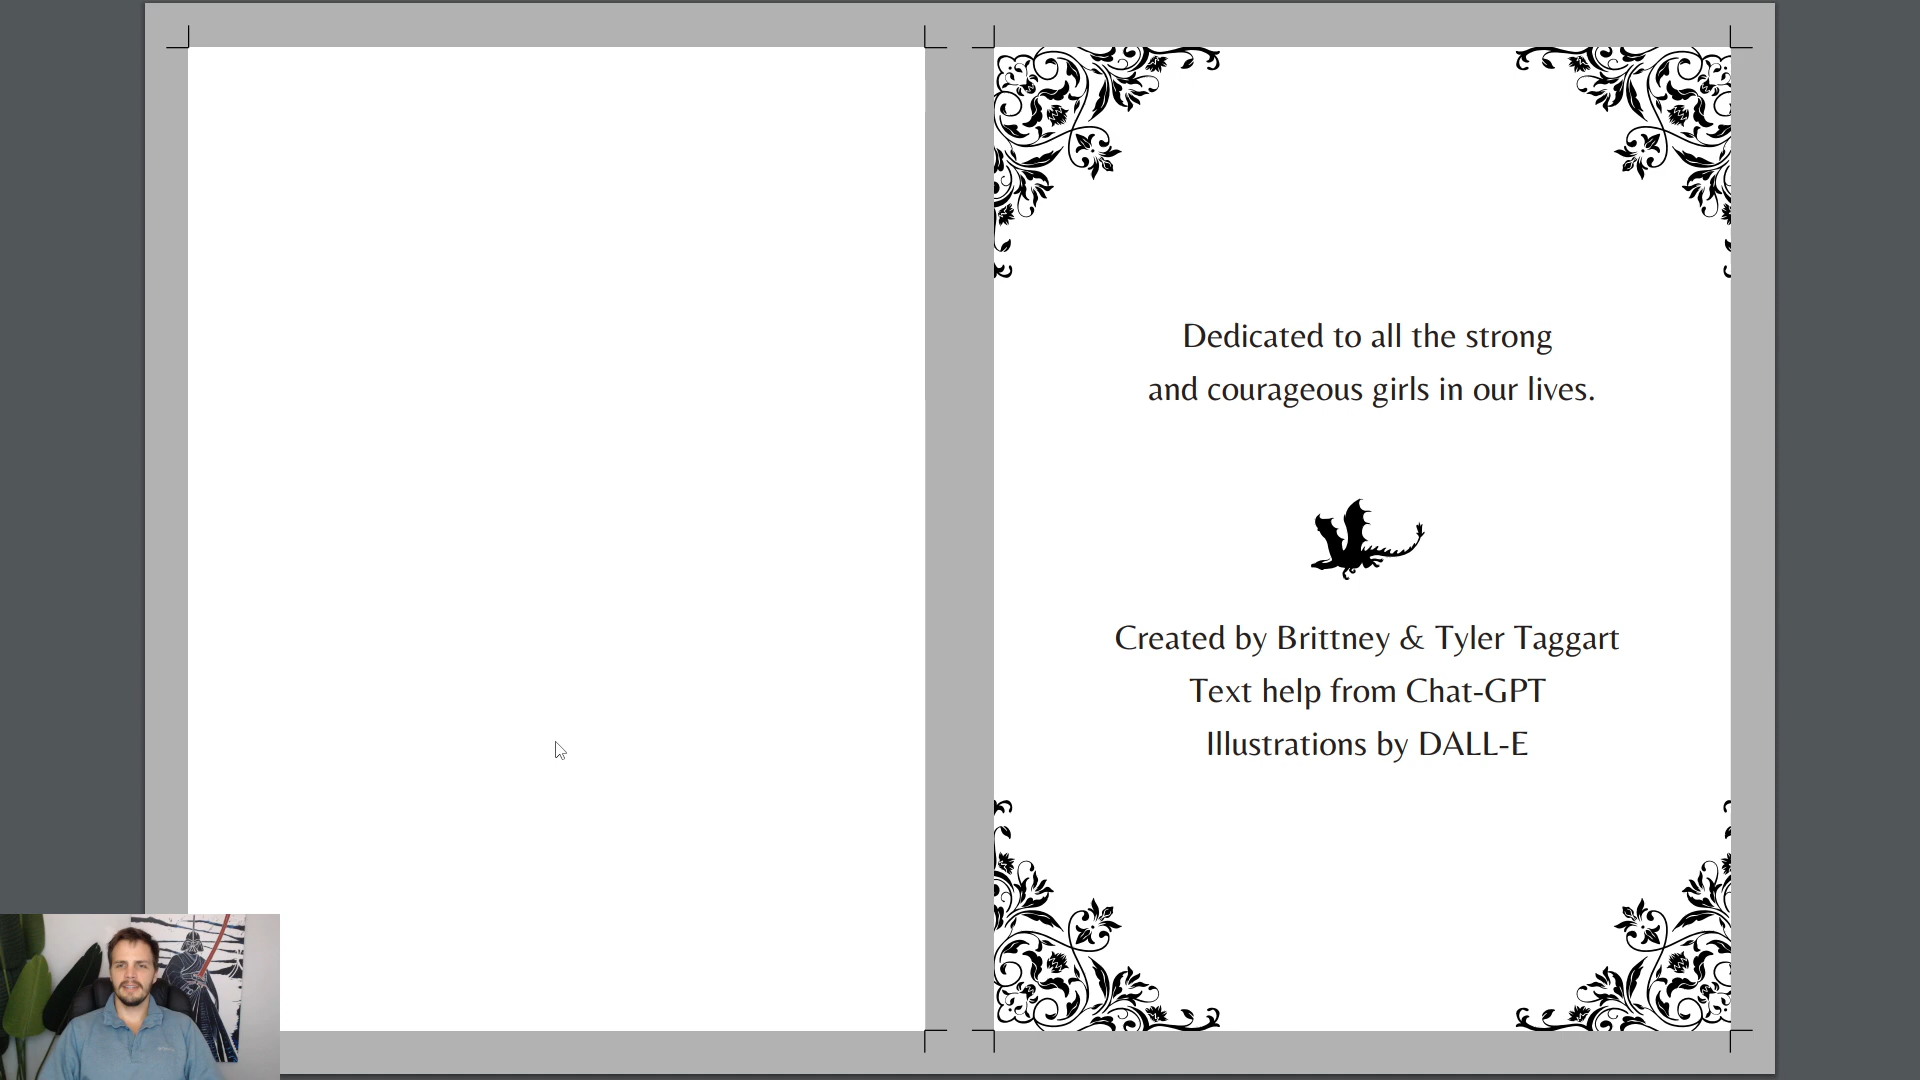 Dedicated to all the strong
and courageous girls in our lives.
Created by Brittney & Tyler Taggart
Text help from Chat-GPT
Illustrations by DALL-E